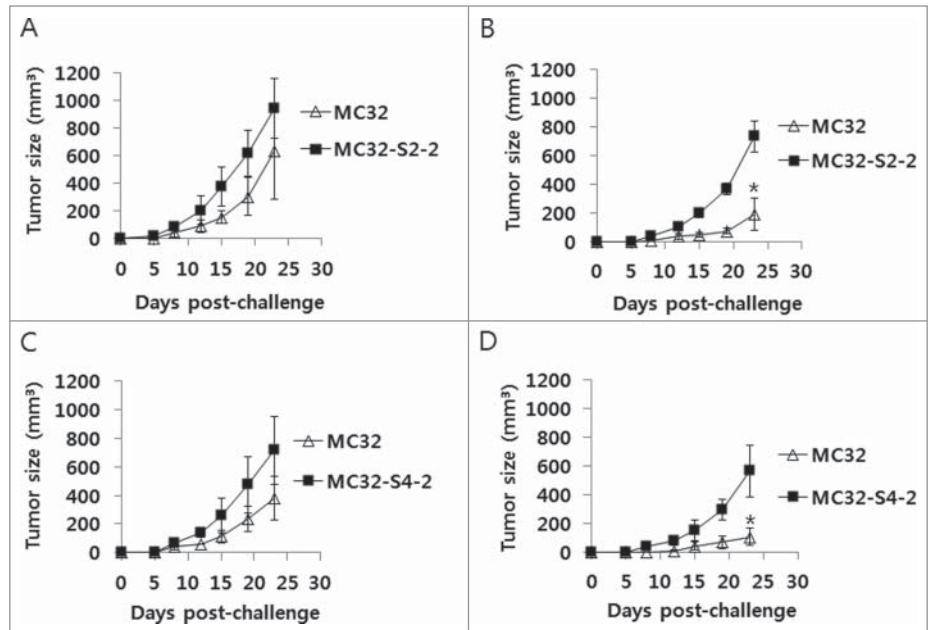 A
Tumor size (mm³)
1200
1000
800
600
400
200
0
0 5 10 15 20 25 30
Days post-challenge
MC32
MC32-S2-2
B
Tumor size (mm³)
1200
1000
800
600
400
200
0
0 5 10 15 20 25 30
Days post-challenge
MC32
MC32-S2-2
*
C
Tumor size (mm³)
1200
1000
800
600
400
200
0
0 5 10 15 20 25 30
Days post-challenge
MC32
MC32-S4-2
D
Tumor size (mm³)
1200
1000
800
600
400
200
0
0 5 10 15 20 25 30
Days post-challenge
MC32
MC32-S4-2
*